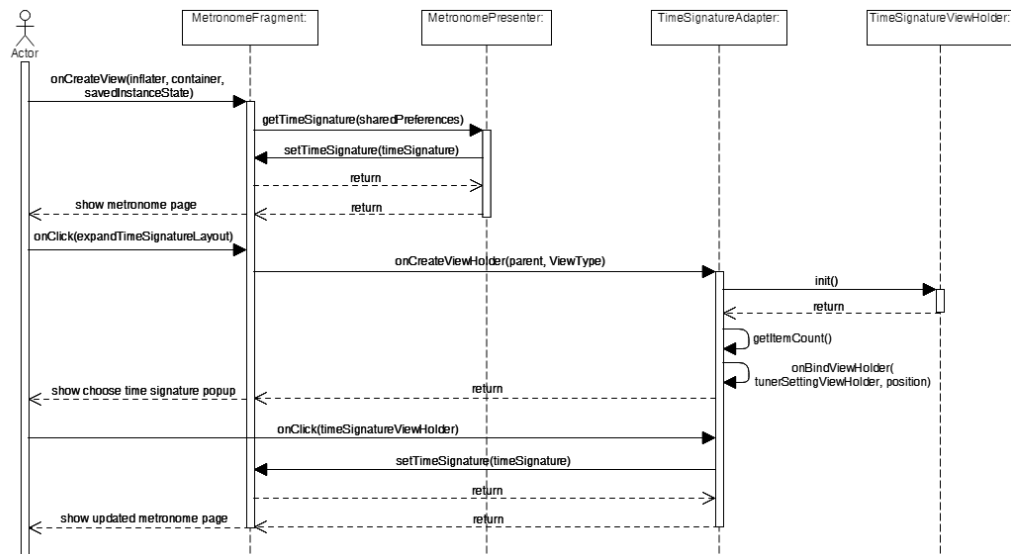 MetronomeFragment:
MetronomePresenter:
TimeSignatureAdapter:
TimeSignatureViewHolder:
Actor
onCreateView(inflater, container,
savedInstanceState)
getTimeSignature(sharedPreferences)
setTimeSignature(timeSignature)
return
show metronome page
return
onClick(expandTimeSignatureLayout)
onCreateViewHolder(parent, ViewType)
init()
return
getItemCount()
onBindViewHolder(
tunerSettingViewHolder, position)
show choose time signature popup
return
onClick(timeSignatureViewHolder)
setTimeSignature(timeSignature)
return
show updated metronome page
return